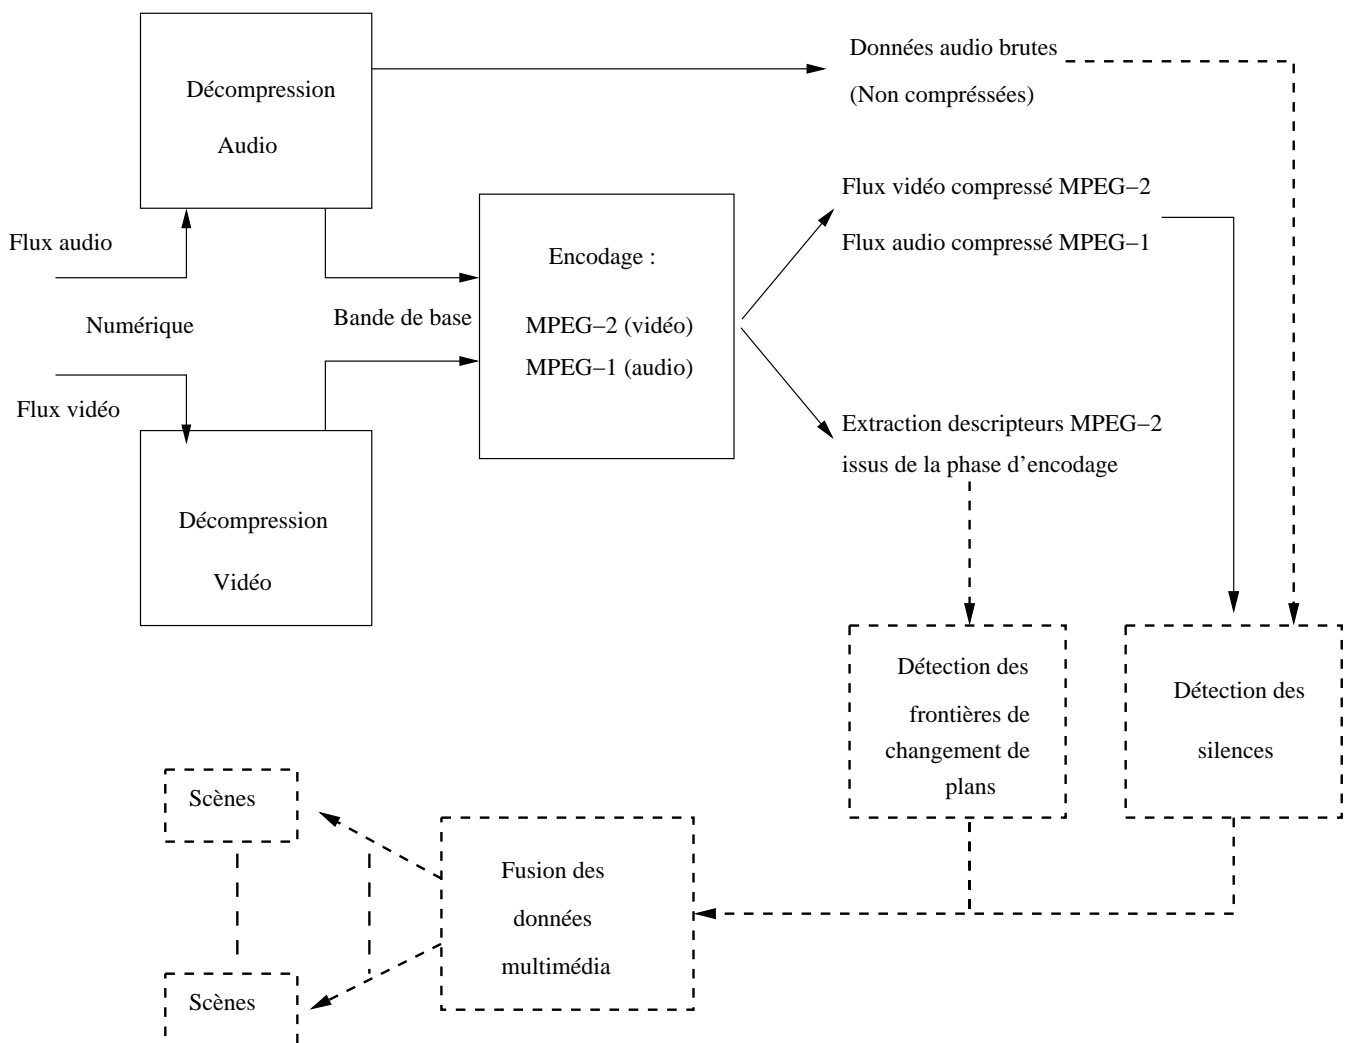 Décompression
Audio
Données audio brutes
(Non compréssées)
Flux audio
Numérique
Flux vidéo
Bande de base
Encodage :
MPEG–2 (vidéo)
MPEG–1 (audio)
Flux vidéo compressé MPEG–2
Flux audio compressé MPEG–1
Extraction descripteurs MPEG–2
issus de la phase d'encodage
Décompression
Vidéo
Détection des
frontières de
changement de
plans
Détection des
silences
Scènes
Fusion des
données
multimédia
Scènes